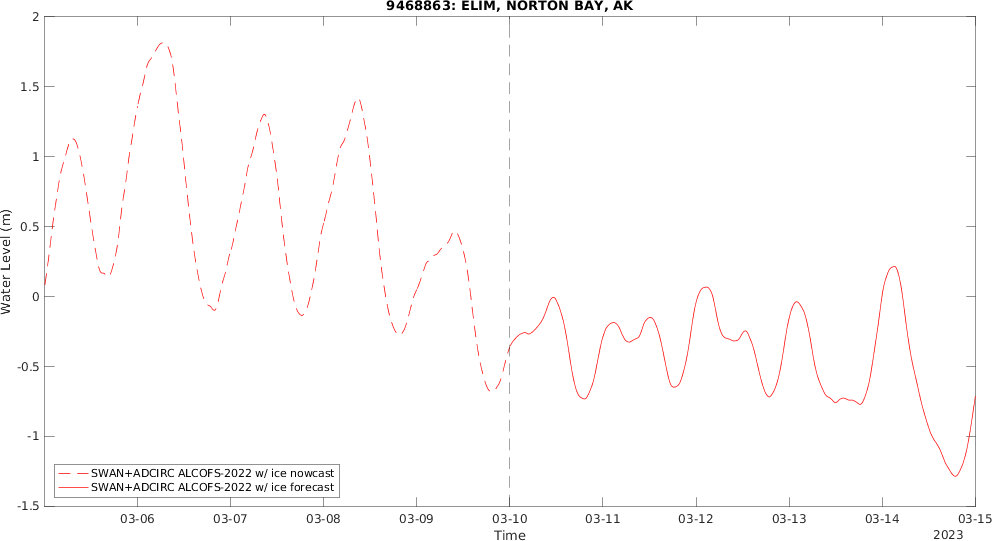 9468863: ELIM, NORTON BAY, AK
Water Level (m)
2
1.5
1
0.5
0
-0.5
-1
-1.5
SWAN+ADCIRC ALCOFS-2022 w/ ice nowcast
SWAN+ADCIRC ALCOFS-2022 w/ ice forecast
03-06 03-07 03-08 03-09 03-10 03-11 03-12 03-13 03-14 03-15
Time
2023